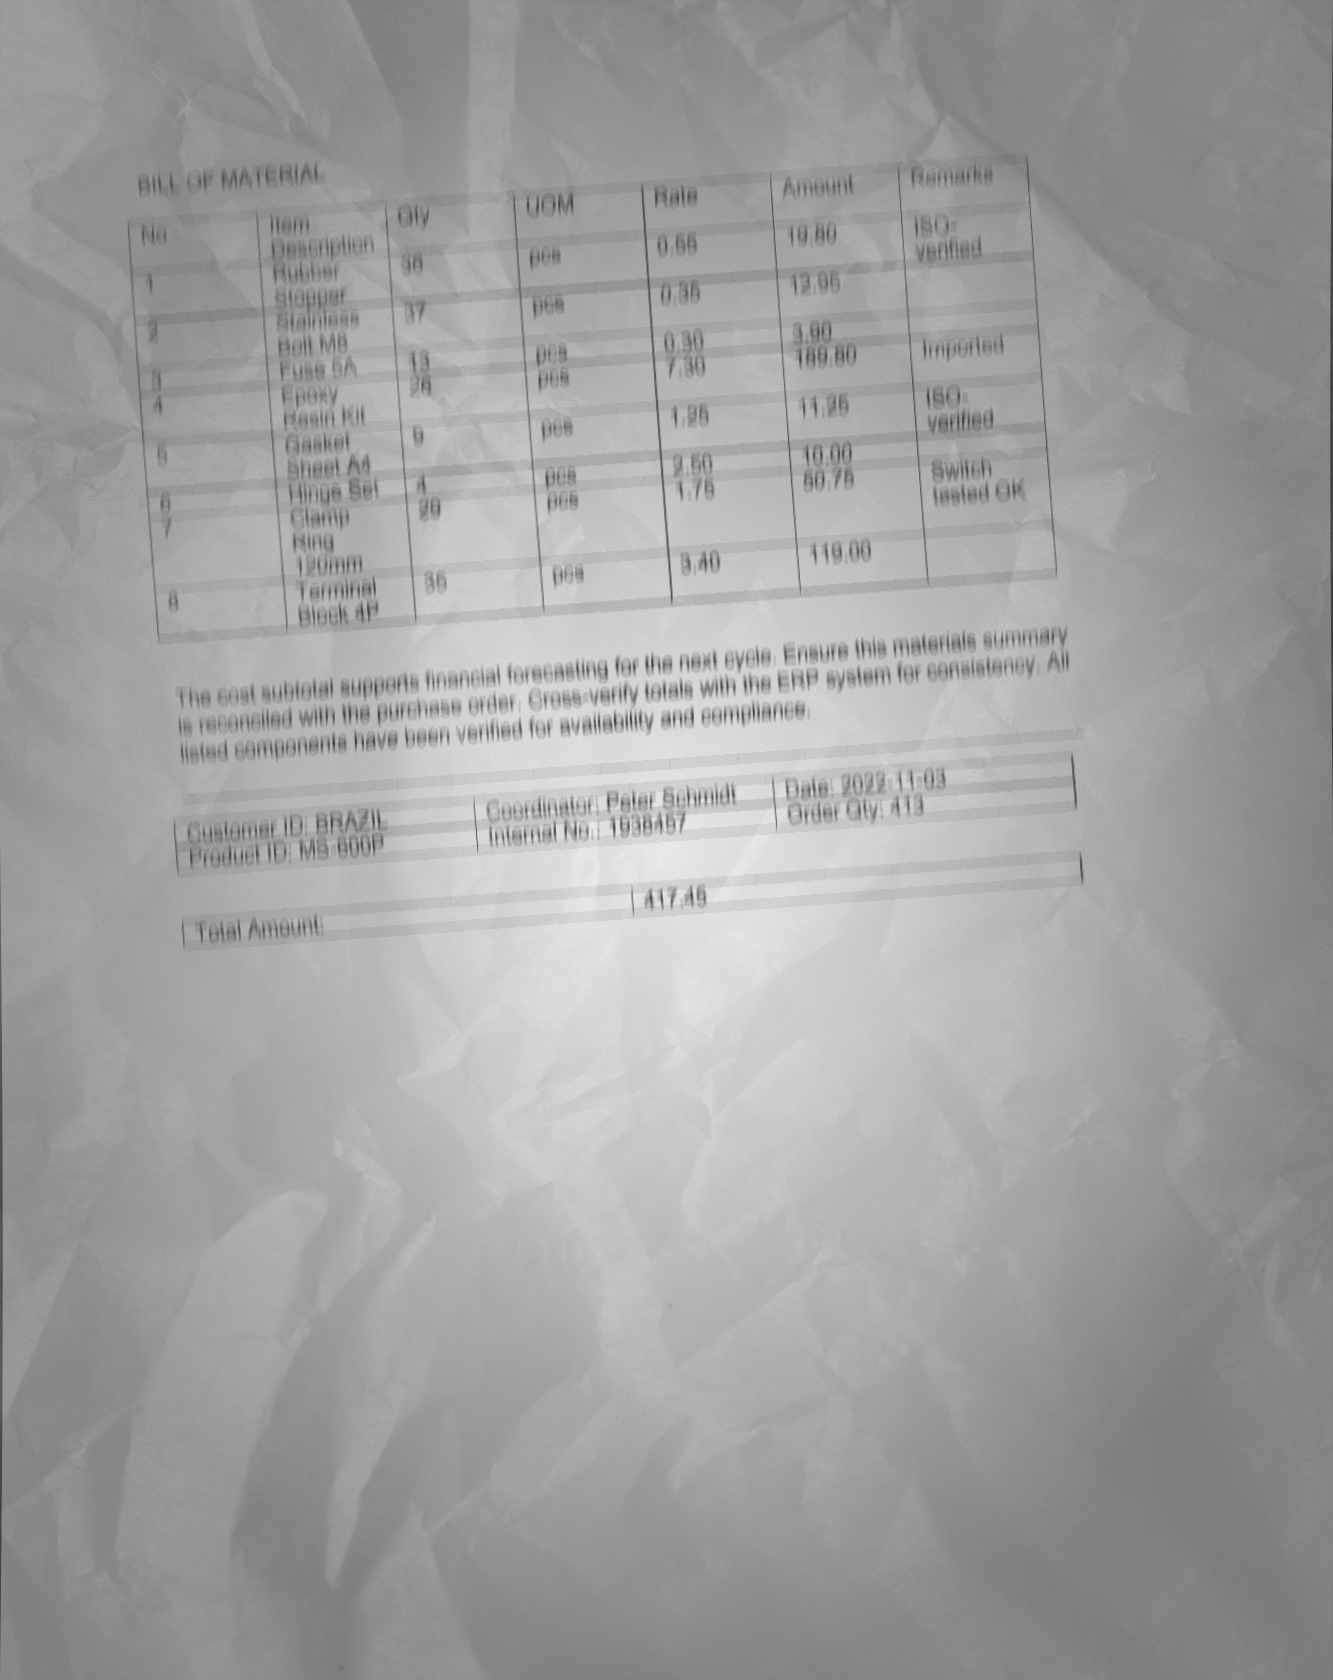 BILL OF MATERIAL
No Item Description Qty UOM Rate Amount Remarks
1 Rubber Stopper 36 pcs 0.55 19.80 ISO-verified
2 Stainless Bolt M8 37 pcs 0.35 12.95
3 Fuse 5A 13 pcs 0.30 3.90
4 Epoxy Resin Kit 26 pcs 7.30 189.80 Imported
5 Gasket Sheet A4 9 pcs 1.25 11.25 ISO-verified
6 Hinge Set 4 pcs 2.50 10.00
7 Clamp Ring 120mm 29 pcs 1.75 50.75 Switch tested OK
8 Terminal Block 4P 35 pcs 3.40 119.00
The cost subtotal supports financial forecasting for the next cycle. Ensure this materials summary
is reconciled with the purchase order. Cross-verify totals with the ERP system for consistency. All
listed components have been verified for availability and compliance.
Customer ID: BRAZIL Coordinator: Peter Schmidt Date: 2022-11-03
Product ID: MS-600P Internal No.: 1938457 Order Qty: 413
Total Amount: 417.45